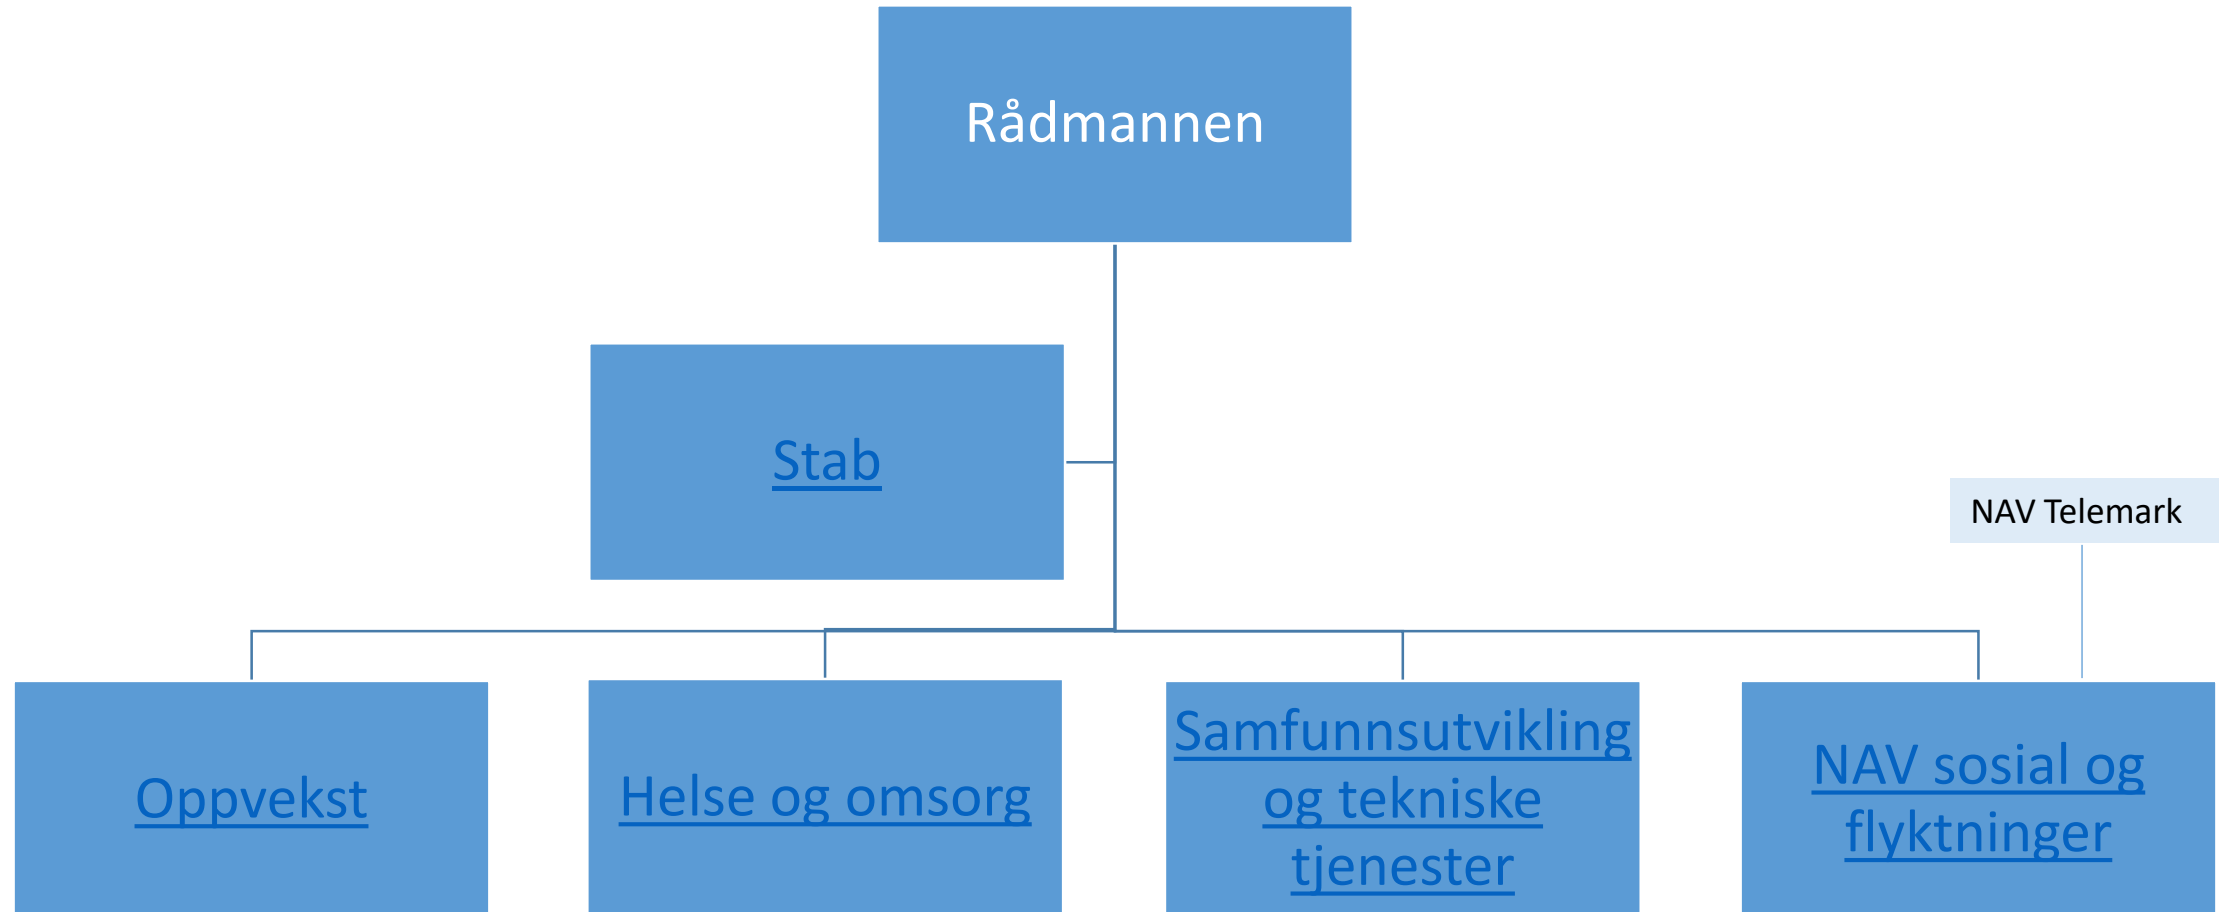 Rådmannen
Stab
NAV Telemark
Oppvekst
Helse og omsorg
Samfunnsutvikling
og tekniske
tjenester
NAV sosial og
flyktninger